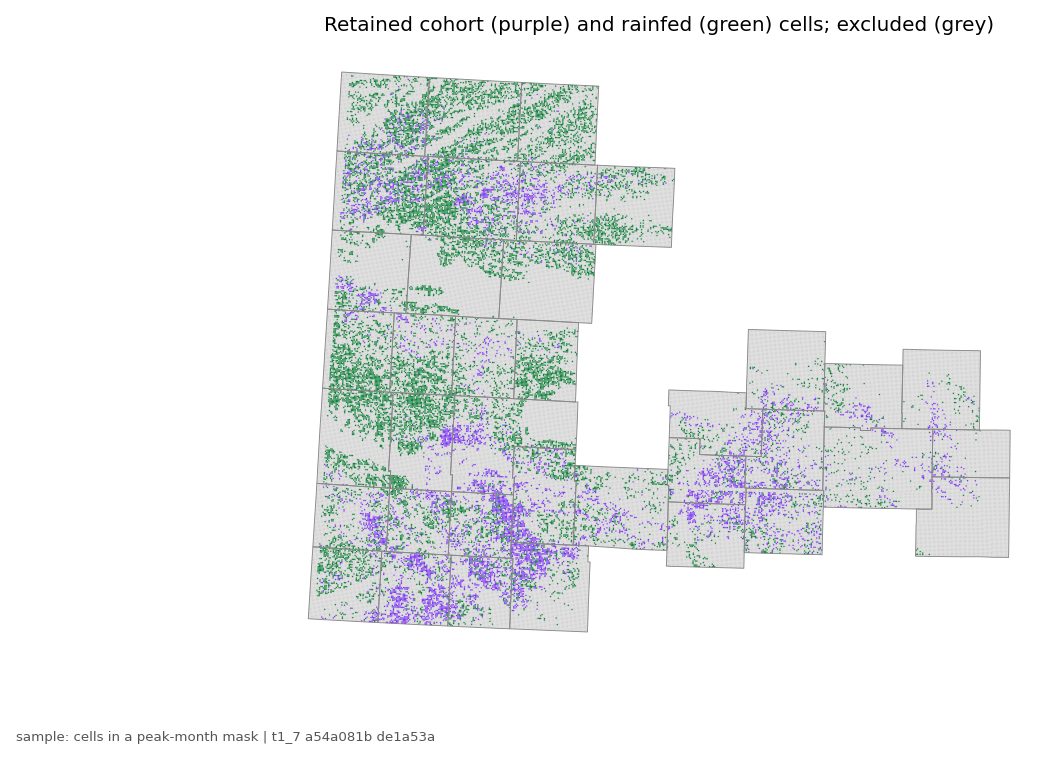 Retained cohort (purple) and rainfed (green) cells; excluded (grey)
sample: cells in a peak-month mask | t1_7 a54a081b de1a53a